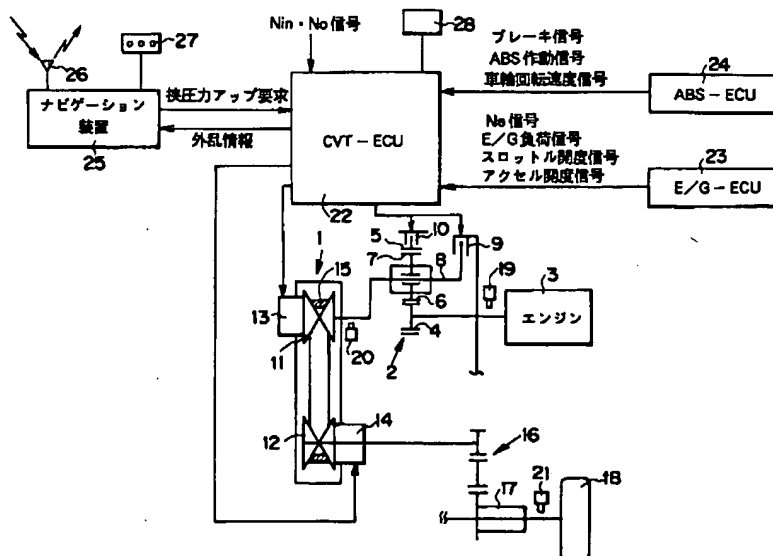 Nin・No信号
28
27
26
ブレーキ信号
ABS作動信号
車輪回転速度信号
24
ABS-ECU
ナビゲーション
装置
25
挟圧力アップ要求
外乱情報
CVT-ECU
22
Ne信号
E/G負荷信号
スロットル開度信号
アクセル開度信号
23
E/G-ECU
1
15
13
11
20
5
10
7
9
8
6
4
2
19
3
エンジン
12
14
16
17
21
18